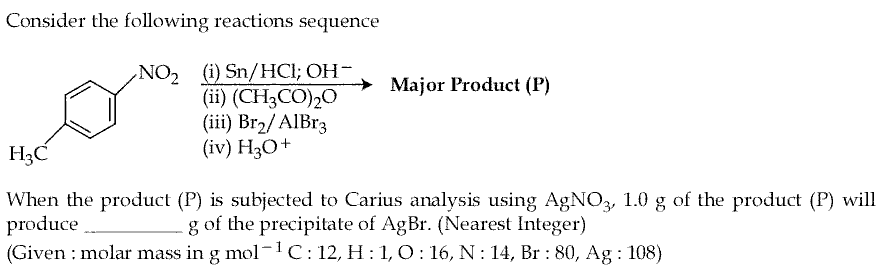 Consider the following reactions sequence
NO₂ (i) Sn/HCl; OH⁻
(ii) (CH₃CO)₂O
Major Product (P)
(iii) Br₂/AlBr₃
(iv) H₃O⁺
H₃C
When the product (P) is subjected to Carius analysis using AgNO₃, 1.0 g of the product (P) will
produce ________ g of the precipitate of AgBr. (Nearest Integer)
(Given : molar mass in g mol⁻¹ C : 12, H : 1, O : 16, N : 14, Br : 80, Ag : 108)